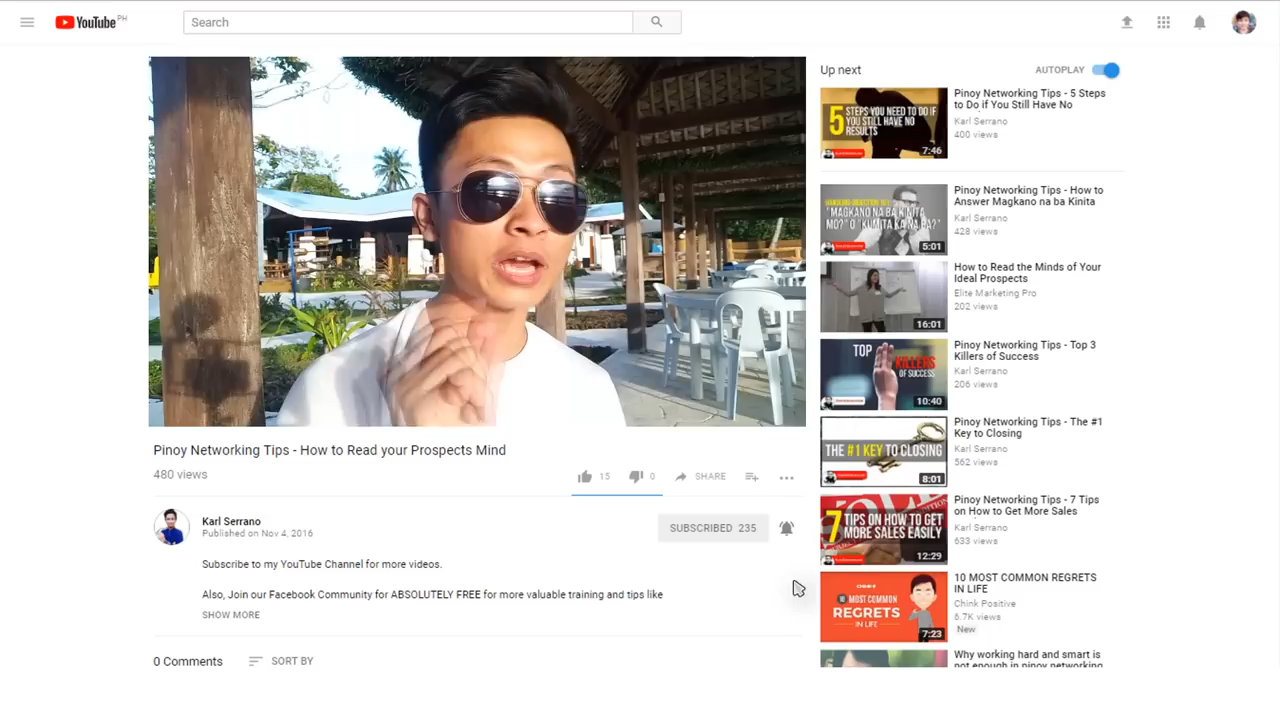 YouTube PH
Search
Up next
AUTOPLAY
5 STEPS YOU NEED TO DO IF
YOU STILL HAVE NO
RESULTS
7:46
Pinoy Networking Tips - 5 Steps
to Do if You Still Have No
Karl Serrano
400 views
"MAGKANO NA BA KINITA
MO?" O "KUMITA KA NA BA?"
5:01
Pinoy Networking Tips - How to
Answer Magkano na ba Kinita
Karl Serrano
428 views
16:01
How to Read the Minds of Your
Ideal Prospects
Elite Marketing Pro
202 views
TOP
KILLERS
OF SUCCESS
10:40
Pinoy Networking Tips - Top 3
Killers of Success
Karl Serrano
206 views
THE #1 KEY TO CLOSING
8:01
Pinoy Networking Tips - The #1
Key to Closing
Karl Serrano
562 views
7 TIPS ON HOW TO GET
MORE SALES EASILY
12:29
Pinoy Networking Tips - 7 Tips
on How to Get More Sales
Karl Serrano
633 views
10 MOST COMMON
REGRETS
IN LIFE
7:23
10 MOST COMMON REGRETS
IN LIFE
Chink Positive
6.7K views
New
Why working hard and smart is
not enough in pinoy networking
Pinoy Networking Tips - How to Read your Prospects Mind
480 views
15
0
SHARE
Karl Serrano
Published on Nov 4, 2016
SUBSCRIBED 235
Subscribe to my YouTube Channel for more videos.
Also, Join our Facebook Community for ABSOLUTELY FREE for more valuable training and tips like
SHOW MORE
0 Comments
SORT BY